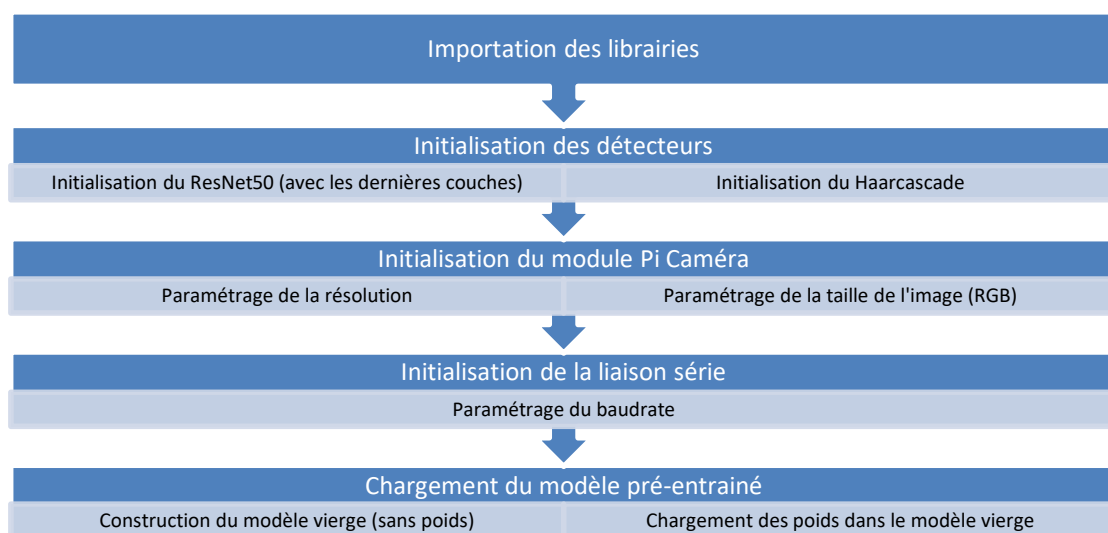 Importation des librairies
Initialisation des détecteurs
Initialisation du ResNet50 (avec les dernières couches)
Initialisation du Haarcascade
Initialisation du module Pi Caméra
Paramétrage de la résolution
Paramétrage de la taille de l'image (RGB)
Initialisation de la liaison série
Paramétrage du baudrate
Chargement du modèle pré-entrainé
Construction du modèle vierge (sans poids)
Chargement des poids dans le modèle vierge